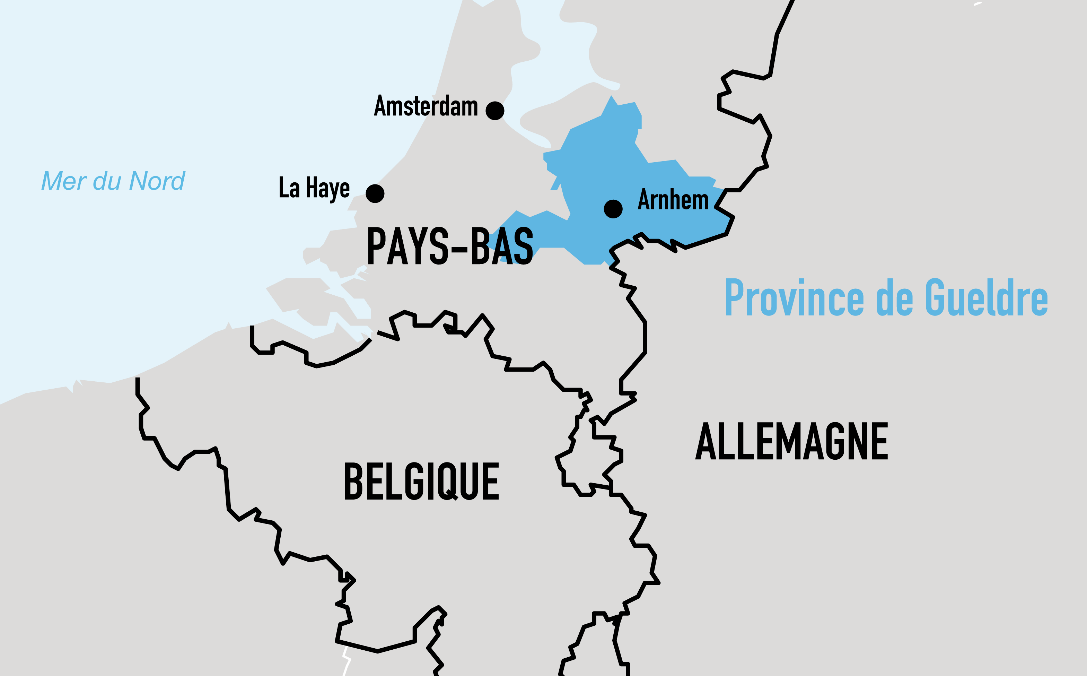 Amsterdam
Mer du Nord
La Haye
Arnhem
PAYS-BAS
Province de Gueldre
ALLEMAGNE
BELGIQUE